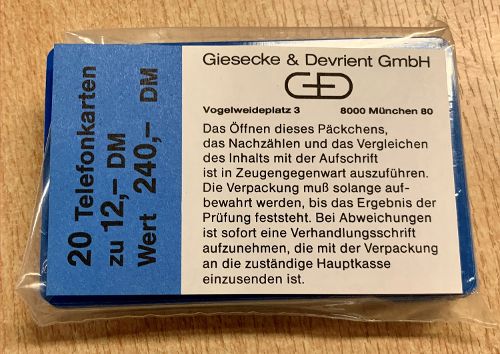 20 Telefonkarten
zu 12,– DM
Wert 240,– DM
Giesecke & Devrient GmbH
GD
Vogelweideplatz 3 8000 München 80
Das Öffnen dieses Päckchens,
das Nachzählen und das Vergleichen
des Inhalts mit der Aufschrift
ist in Zeugengegenwart auszuführen.
Die Verpackung muß solange auf-
bewahrt werden, bis das Ergebnis der
Prüfung feststeht. Bei Abweichungen
ist sofort eine Verhandlungsschrift
aufzunehmen, die mit der Verpackung
an die zuständige Hauptkasse
einzusenden ist.